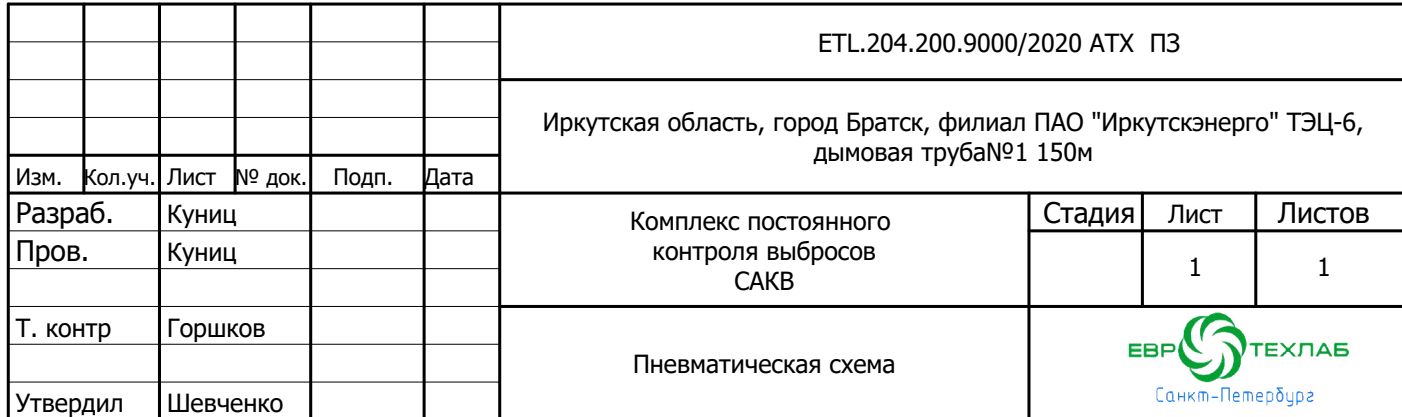 ETL.204.200.9000/2020 АТХ ПЗ
Иркутская область, город Братск, филиал ПАО "Иркутскэнерго" ТЭЦ-6,
дымовая труба№1 150м
Изм. Кол.уч. Лист № док. Подп. Дата
Разраб. Куниц
Пров. Куниц
Т. контр Горшков
Утвердил Шевченко
Комплекс постоянного
контроля выбросов
САКВ
Стадия Лист Листов
1 1
Пневматическая схема
ЕВР ТЕХЛАБ
Санкт-Петербург